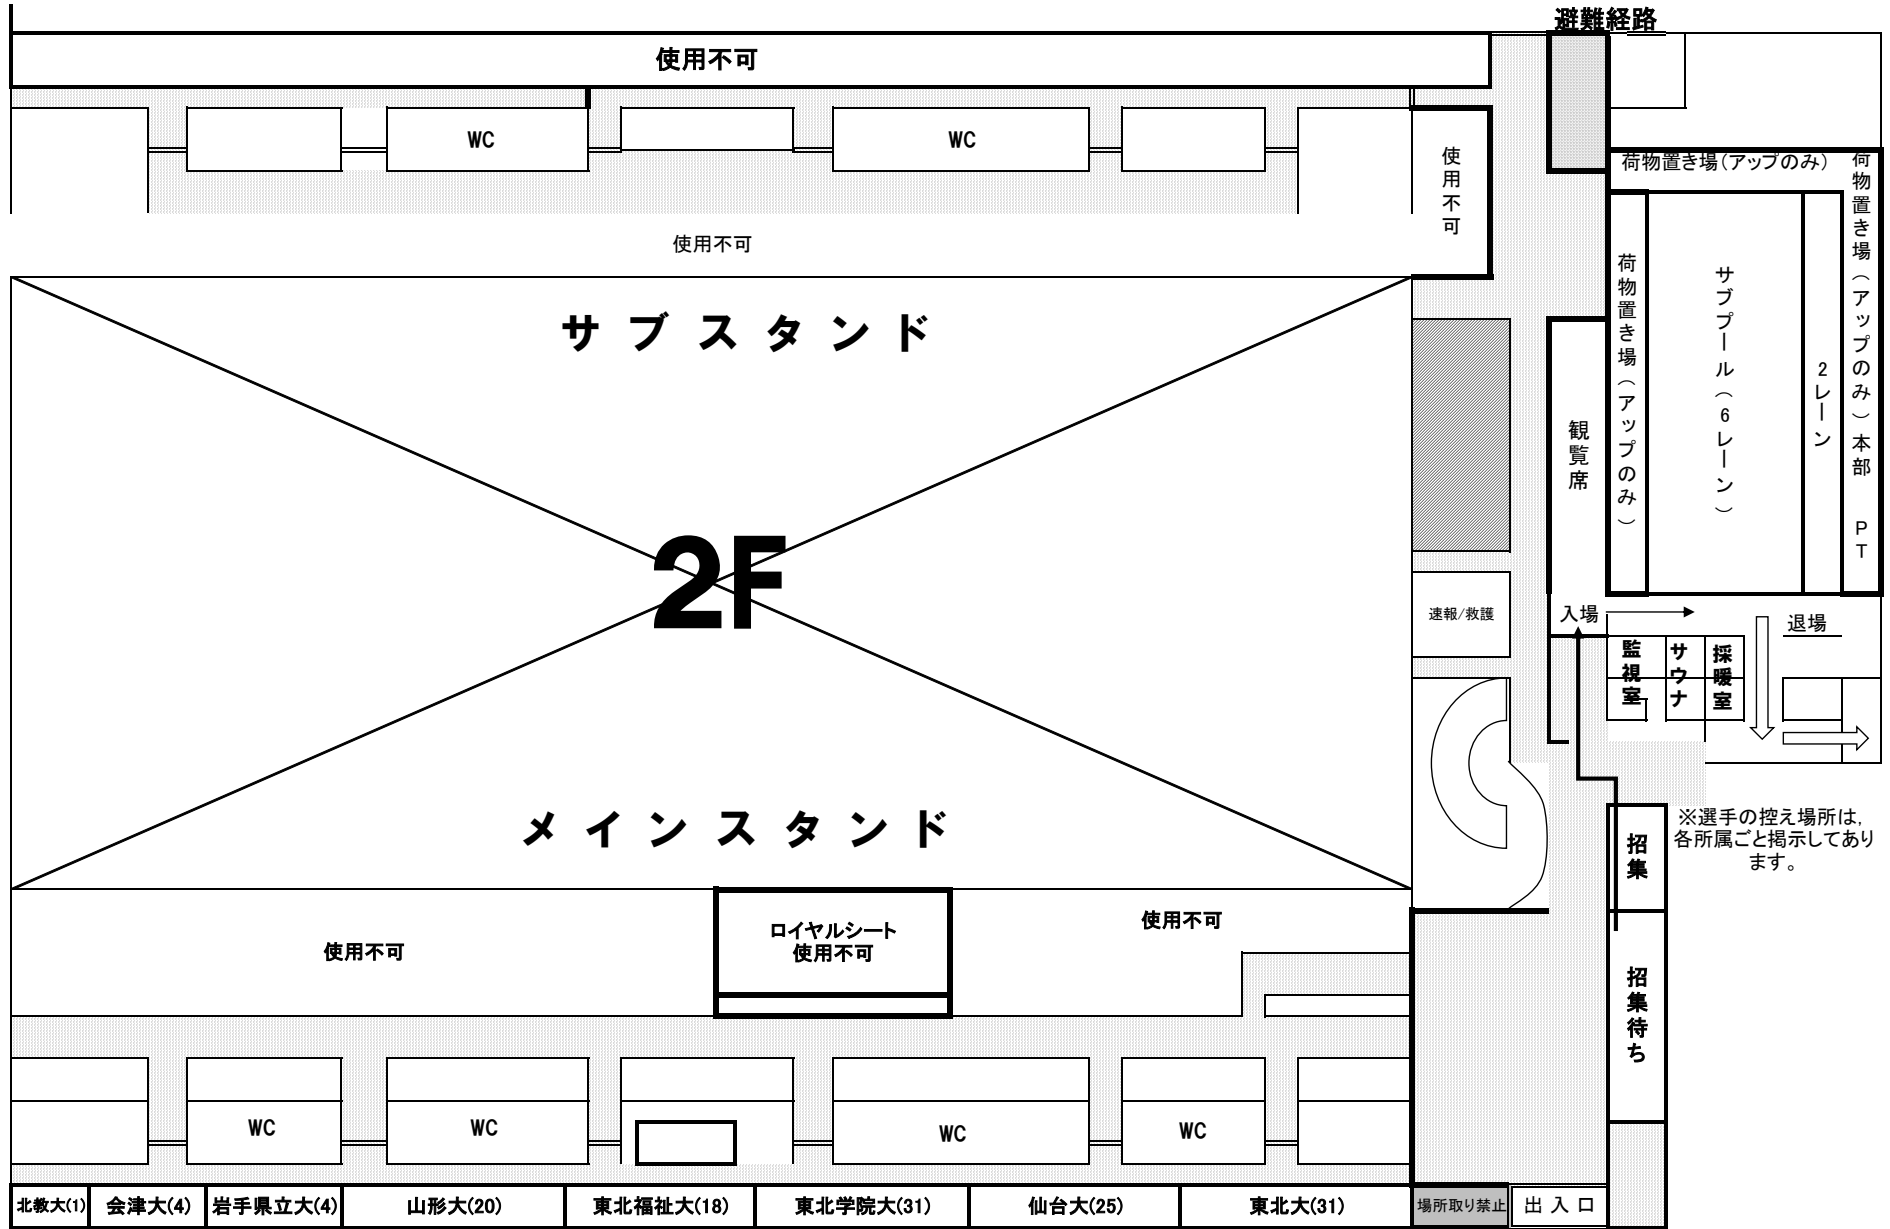 避難経路
使用不可
WC
WC
使用不可
荷物置き場(アップのみ)
荷物置き場(アップのみ)本部 PT
使用不可
サブスタンド
荷物置き場(アップのみ)
サブプール(6レーン)
2レーン
観覧席
2F
速報/救護
入場
退場
監視室
サウナ
採暖室
メインスタンド
招集
※選手の控え場所は,
各所属ごと掲示してあり
ます。
使用不可
ロイヤルシート
使用不可
使用不可
招集待ち
WC
WC
WC
WC
北教大(1)
会津大(4)
岩手県立大(4)
山形大(20)
東北福祉大(18)
東北学院大(31)
仙台大(25)
東北大(31)
場所取り禁止
出入口